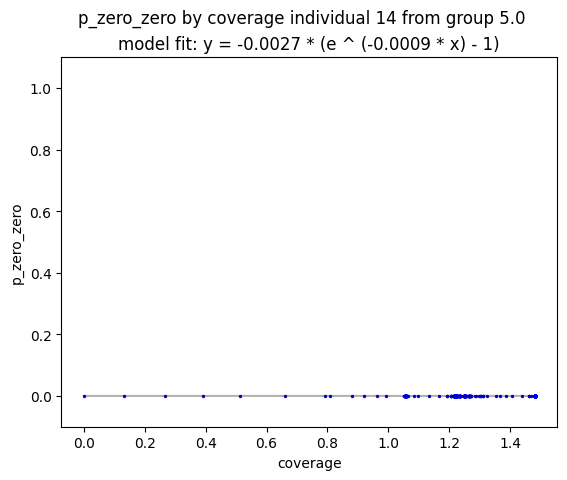 p_zero_zero by coverage individual 14 from group 5.0
model fit: y = -0.0027 * (e ^ (-0.0009 * x) - 1)
1.0
0.8
0.6
0.4
0.2
0.0
p_zero_zero
0.0 0.2 0.4 0.6 0.8 1.0 1.2 1.4
coverage